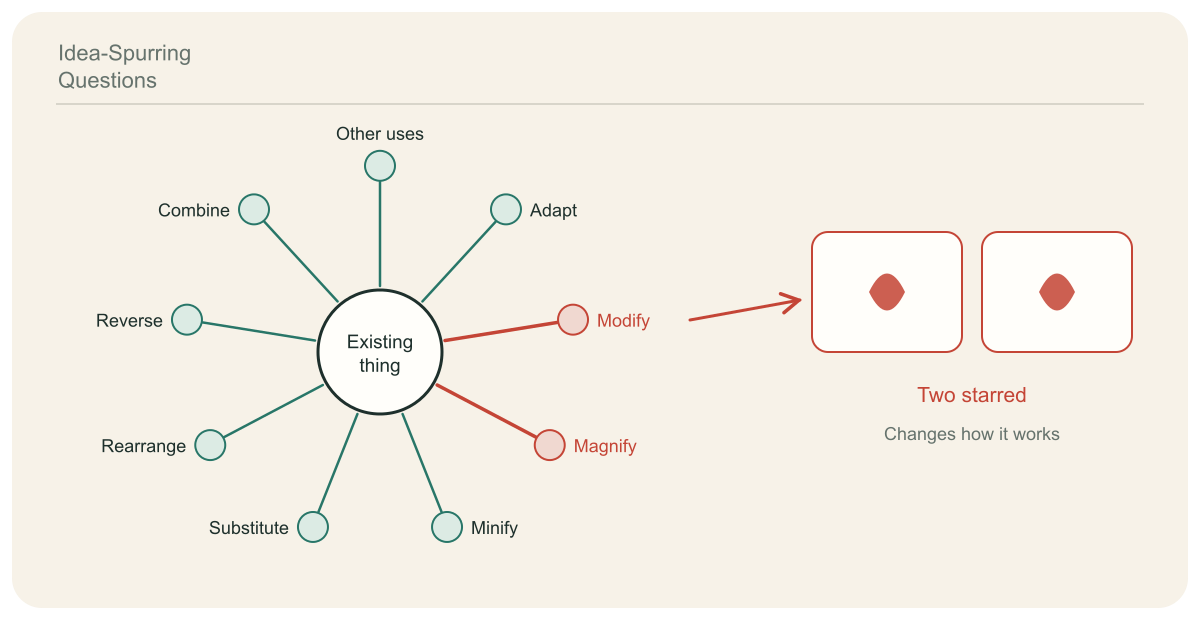 Idea-Spurring
Questions
Other uses
Combine
Adapt
Reverse
Existing
thing
Modify
Rearrange
Magnify
Substitute
Minify
Two starred
Changes how it works